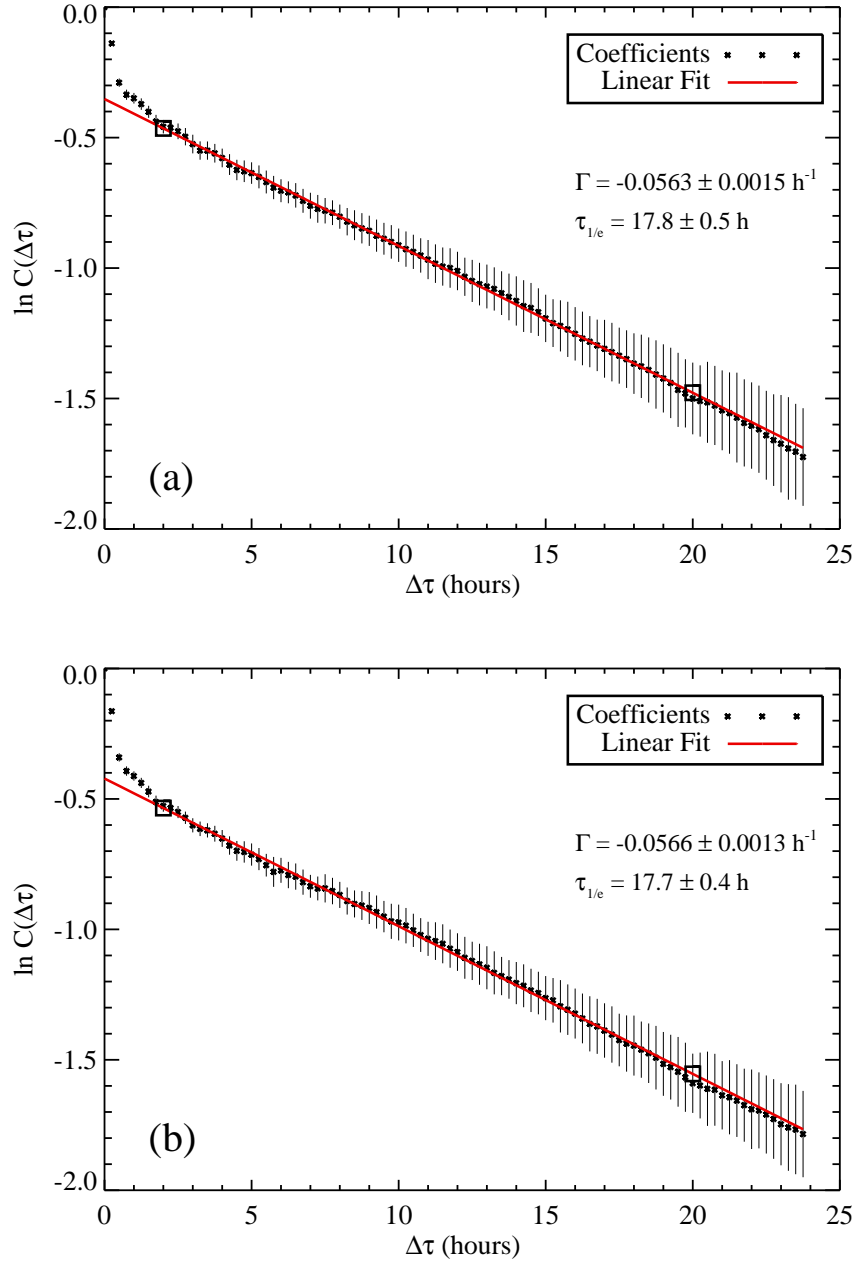 0.0
Coefficients
Linear Fit
-0.5
Γ = -0.0563 ± 0.0015 h⁻¹
τ1/e = 17.8 ± 0.5 h
ln C(Δτ)
-1.0
-1.5
(a)
-2.0
0 5 10 15 20 25
Δτ (hours)
0.0
Coefficients
Linear Fit
-0.5
Γ = -0.0566 ± 0.0013 h⁻¹
τ1/e = 17.7 ± 0.4 h
ln C(Δτ)
-1.0
-1.5
(b)
-2.0
0 5 10 15 20 25
Δτ (hours)